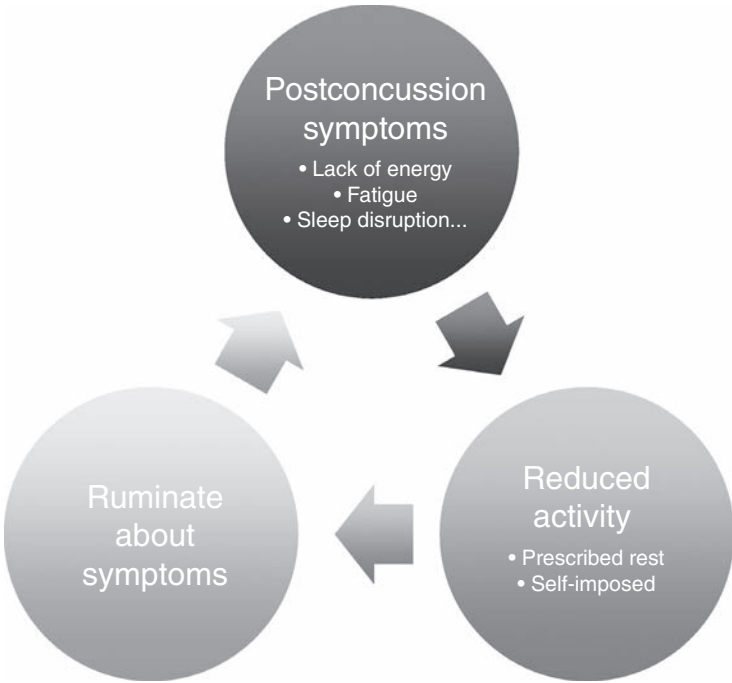 Postconcussion
symptoms
• Lack of energy
• Fatigue
• Sleep disruption...
Reduced
activity
• Prescribed rest
• Self-imposed
Ruminate
about
symptoms